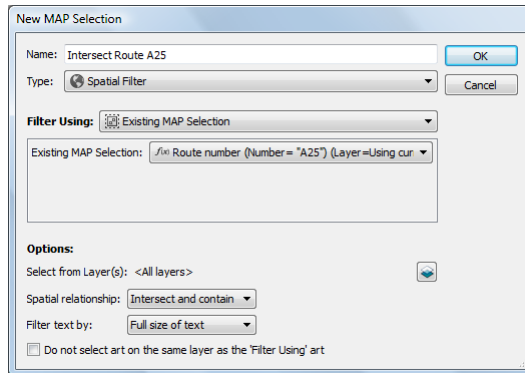 New MAP Selection
Name: Intersect Route A25 OK
Type: Spatial Filter Cancel
Filter Using: Existing MAP Selection
Existing MAP Selection: f(x) Route number (Number= "A25") (Layer=Using cur
Options:
Select from Layer(s): <All layers>
Spatial relationship: Intersect and contain
Filter text by: Full size of text
Do not select art on the same layer as the 'Filter Using' art